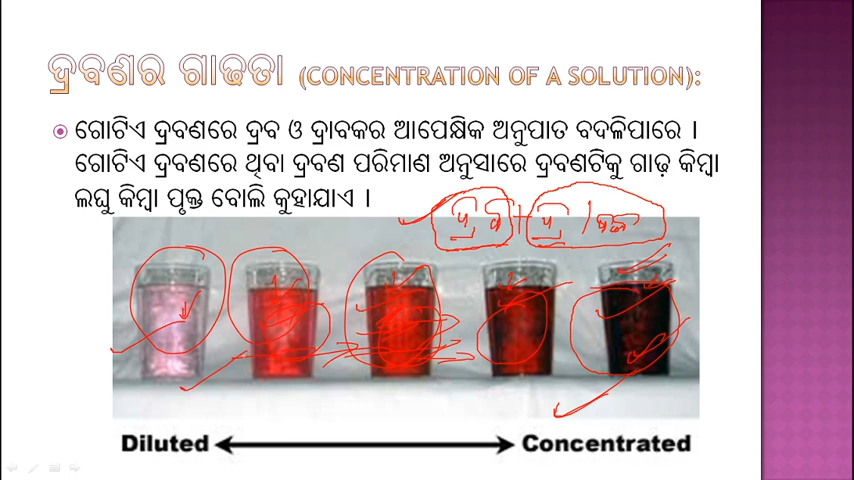 ଦ୍ରବଣର ଗାଢତା (CONCENTRATION OF A SOLUTION):
ଗୋଟିଏ ଦ୍ରବଣରେ ଦ୍ରବ ଓ ଦ୍ରାବକର ଆପେକ୍ଷିକ ଅନୁପାତ ବଦଳିପାରେ ।
ଗୋଟିଏ ଦ୍ରବଣରେ ଥିବା ଦ୍ରବଣ ପରିମାଣ ଅନୁସାରେ ଦ୍ରବଣଟିକୁ ଗାଢ଼ କିମ୍ବା
ଲଘୁ କିମ୍ବା ପୃକ୍ତ ବୋଲି କୁହାଯାଏ ।
Diluted Concentrated